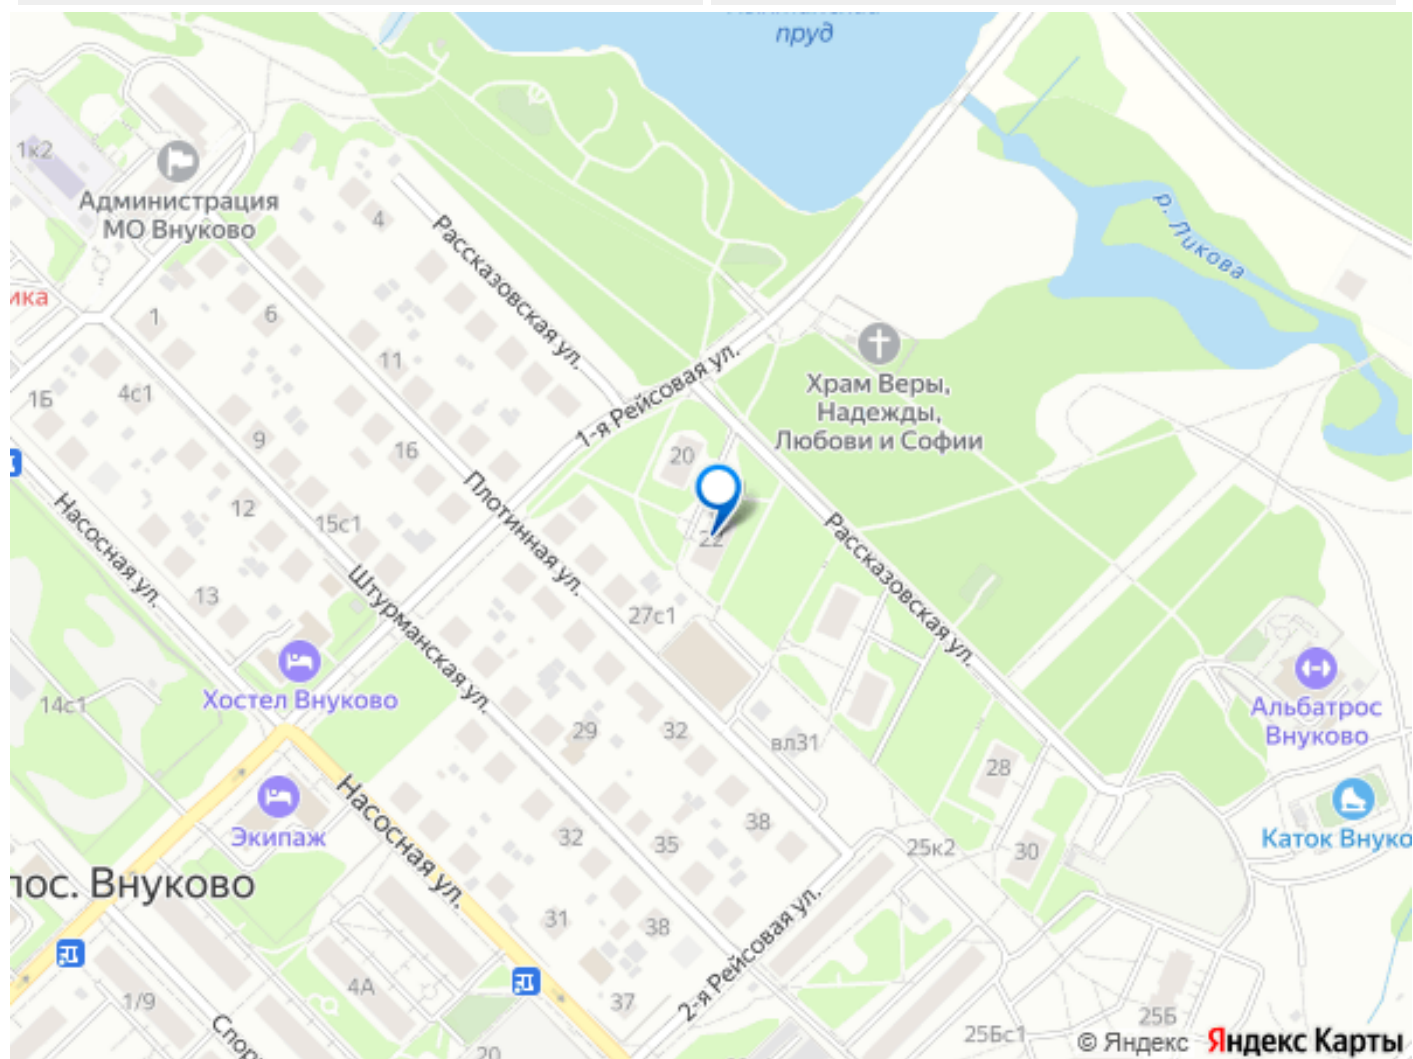 пруд
1к2
Администрация
МО Внуково
4
Рассказовская ул.
р. Ликова
ика
1
6
11
1-я Рейсовая ул.
Храм Веры,
Надежды,
Любови и Софии
1Б
4с1
9
16
20
Плотинная ул.
Насосная ул.
12
15с1
22
Рассказовская ул.
13
Штурманская ул.
27с1
Хостел Внуково
14с1
29
32
вл31
Альбатрос
Внуково
28
Экипаж
Насосная ул.
32
35
38
25к2
30
Каток Внуко
пос. Внуково
31
38
2-я Рейсовая ул.
1/9
4А
37
25Б
25Бс1
Спор
20
© Яндекс Яндекс Карты